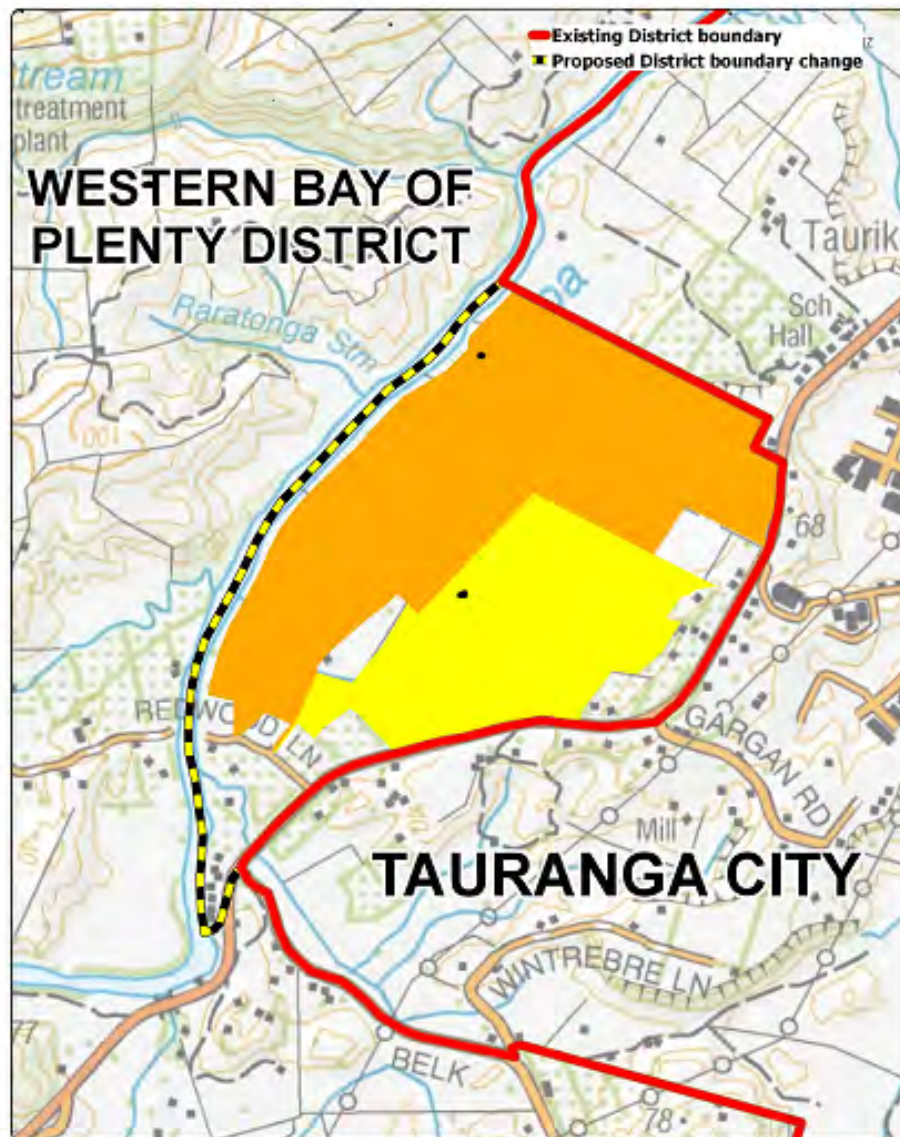 Existing District boundary
Proposed District boundary change
tream
treatment
plant
WESTERN BAY OF
PLENTY DISTRICT
Taurik
Raratonga Stm
Sch
Hall
100
68
REDWOOD LN
GARGAN RD
Mill
TAURANGA CITY
WINTREBRE LN
77
BELK
78